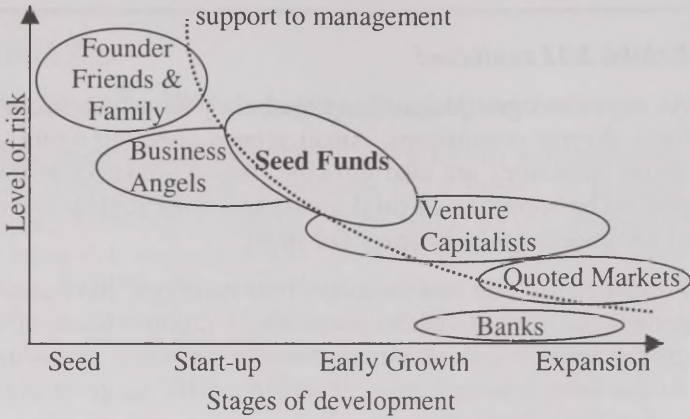 support to management
Founder
Friends &
Family
Level of risk
Business
Angels
Seed Funds
Venture
Capitalists
Quoted Markets
Banks
Seed Start-up Early Growth Expansion
Stages of development